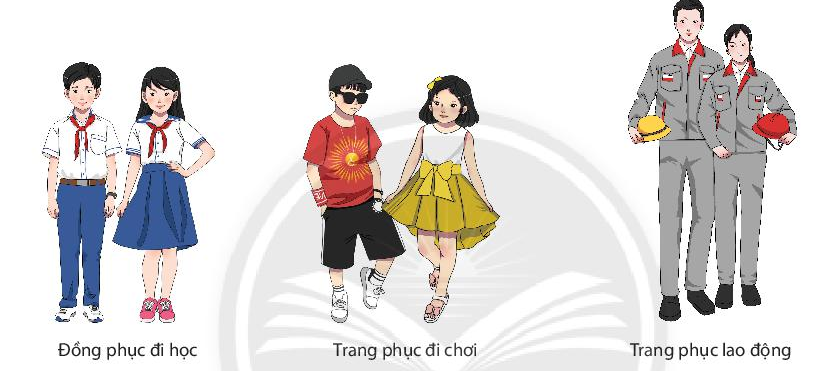 Đồng phục đi học
Trang phục đi chơi
Trang phục lao động